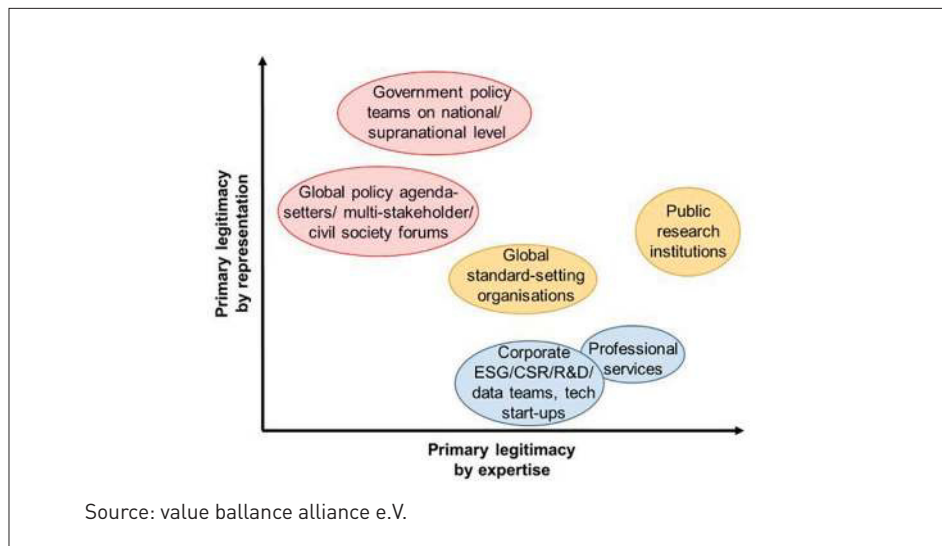 Government policy
teams on national/
supranational level
Global policy agenda-
setters/ multi-stakeholder/
civil society forums
Public
research
institutions
Global
standard-setting
organisations
Corporate
ESG/CSR/R&D/
data teams, tech
start-ups
Professional
services
Primary legitimacy
by representation
Primary legitimacy
by expertise
Source: value ballance alliance e.V.